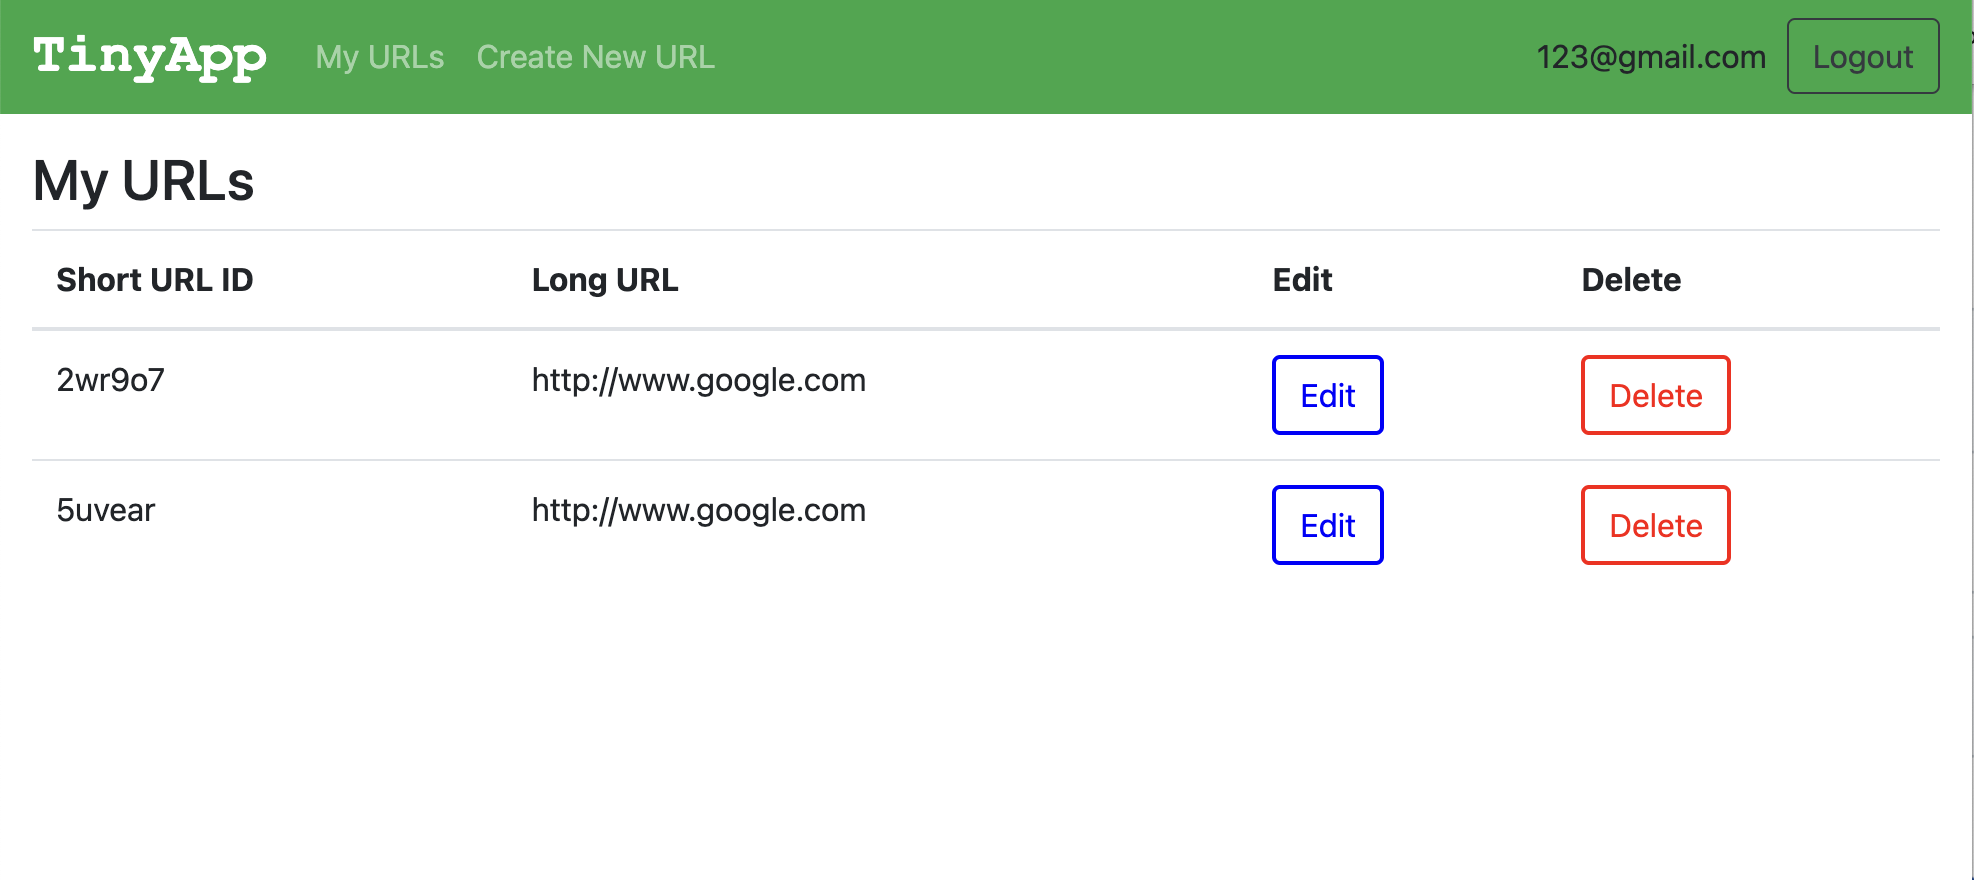 TinyApp My URLs Create New URL 123@gmail.com Logout
My URLs
Short URL ID Long URL Edit Delete
2wr9o7 http://www.google.com Edit Delete
5uvear http://www.google.com Edit Delete